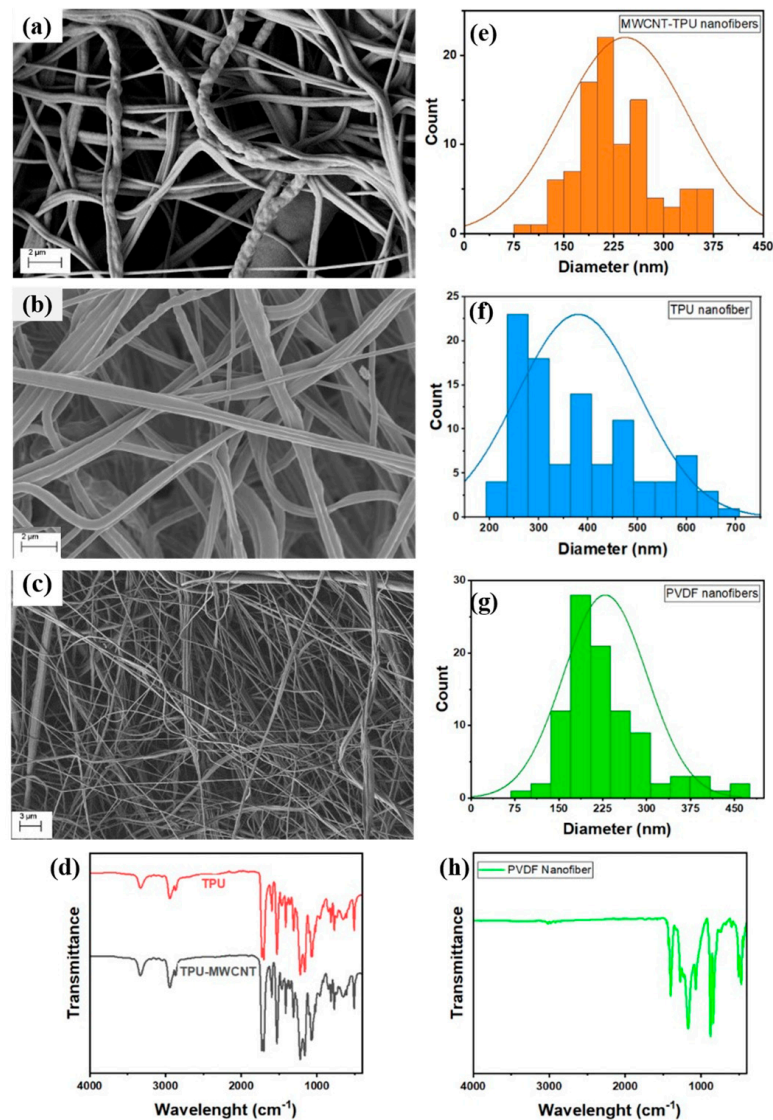 (a)
2 µm
(e)
MWCNT-TPU nanofibers
Count
20
10
0
0 75 150 225 300 375 450
Diameter (nm)
(b)
2 µm
(f)
TPU nanofiber
Count
25
20
15
10
5
0
200 300 400 500 600 700
Diameter (nm)
(c)
3 µm
(g)
PVDF nanofibers
Count
30
20
10
0
0 75 150 225 300 375 450
Diameter (nm)
(d)
TPU
TPU-MWCNT
Transmittance
4000 3000 2000 1000
Wavelenght (cm⁻¹)
(h)
PVDF Nanofiber
Transmittance
4000 3000 2000 1000
Wavelenght (cm⁻¹)